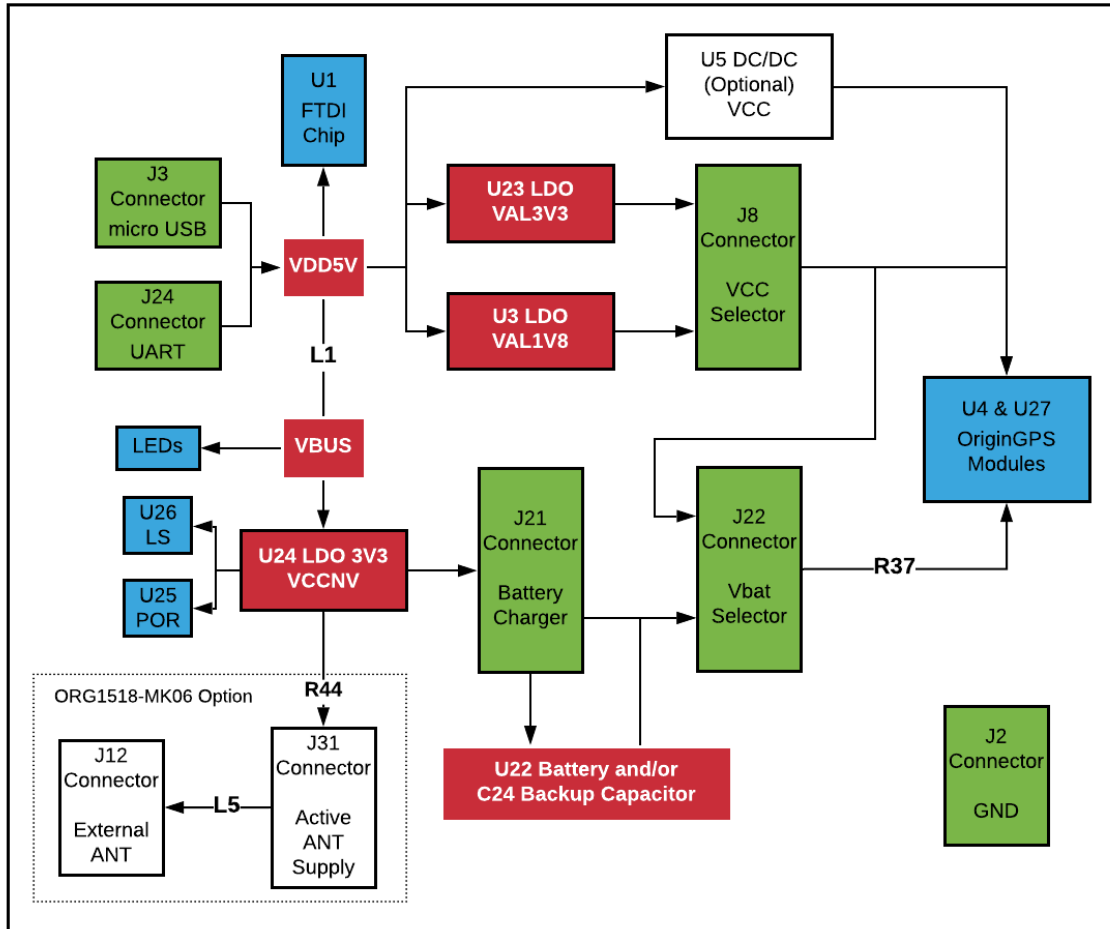 U5 DC/DC
(Optional)
VCC
U1
FTDI
Chip
J3
Connector
micro USB
U23 LDO
VAL3V3
J8
Connector
VCC
Selector
VDD5V
J24
Connector
UART
U3 LDO
VAL1V8
L1
U4 & U27
OriginGPS
Modules
LEDs
VBUS
U26
LS
U25
POR
U24 LDO 3V3
VCCNV
J21
Connector
Battery
Charger
J22
Connector
Vbat
Selector
R37
R44
ORG1518-MK06 Option
J12
Connector
External
ANT
L5
J31
Connector
Active
ANT
Supply
U22 Battery and/or
C24 Backup Capacitor
J2
Connector
GND